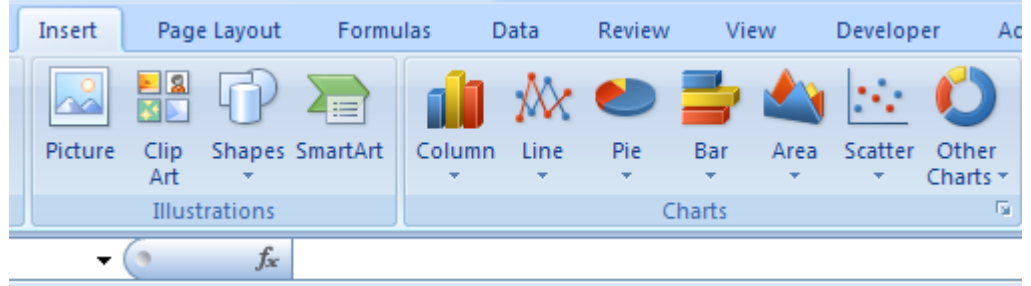 Insert Page Layout Formulas Data Review View Developer
Picture Clip Art Shapes SmartArt Column Line Pie Bar Area Scatter Other Charts
Illustrations Charts
fx